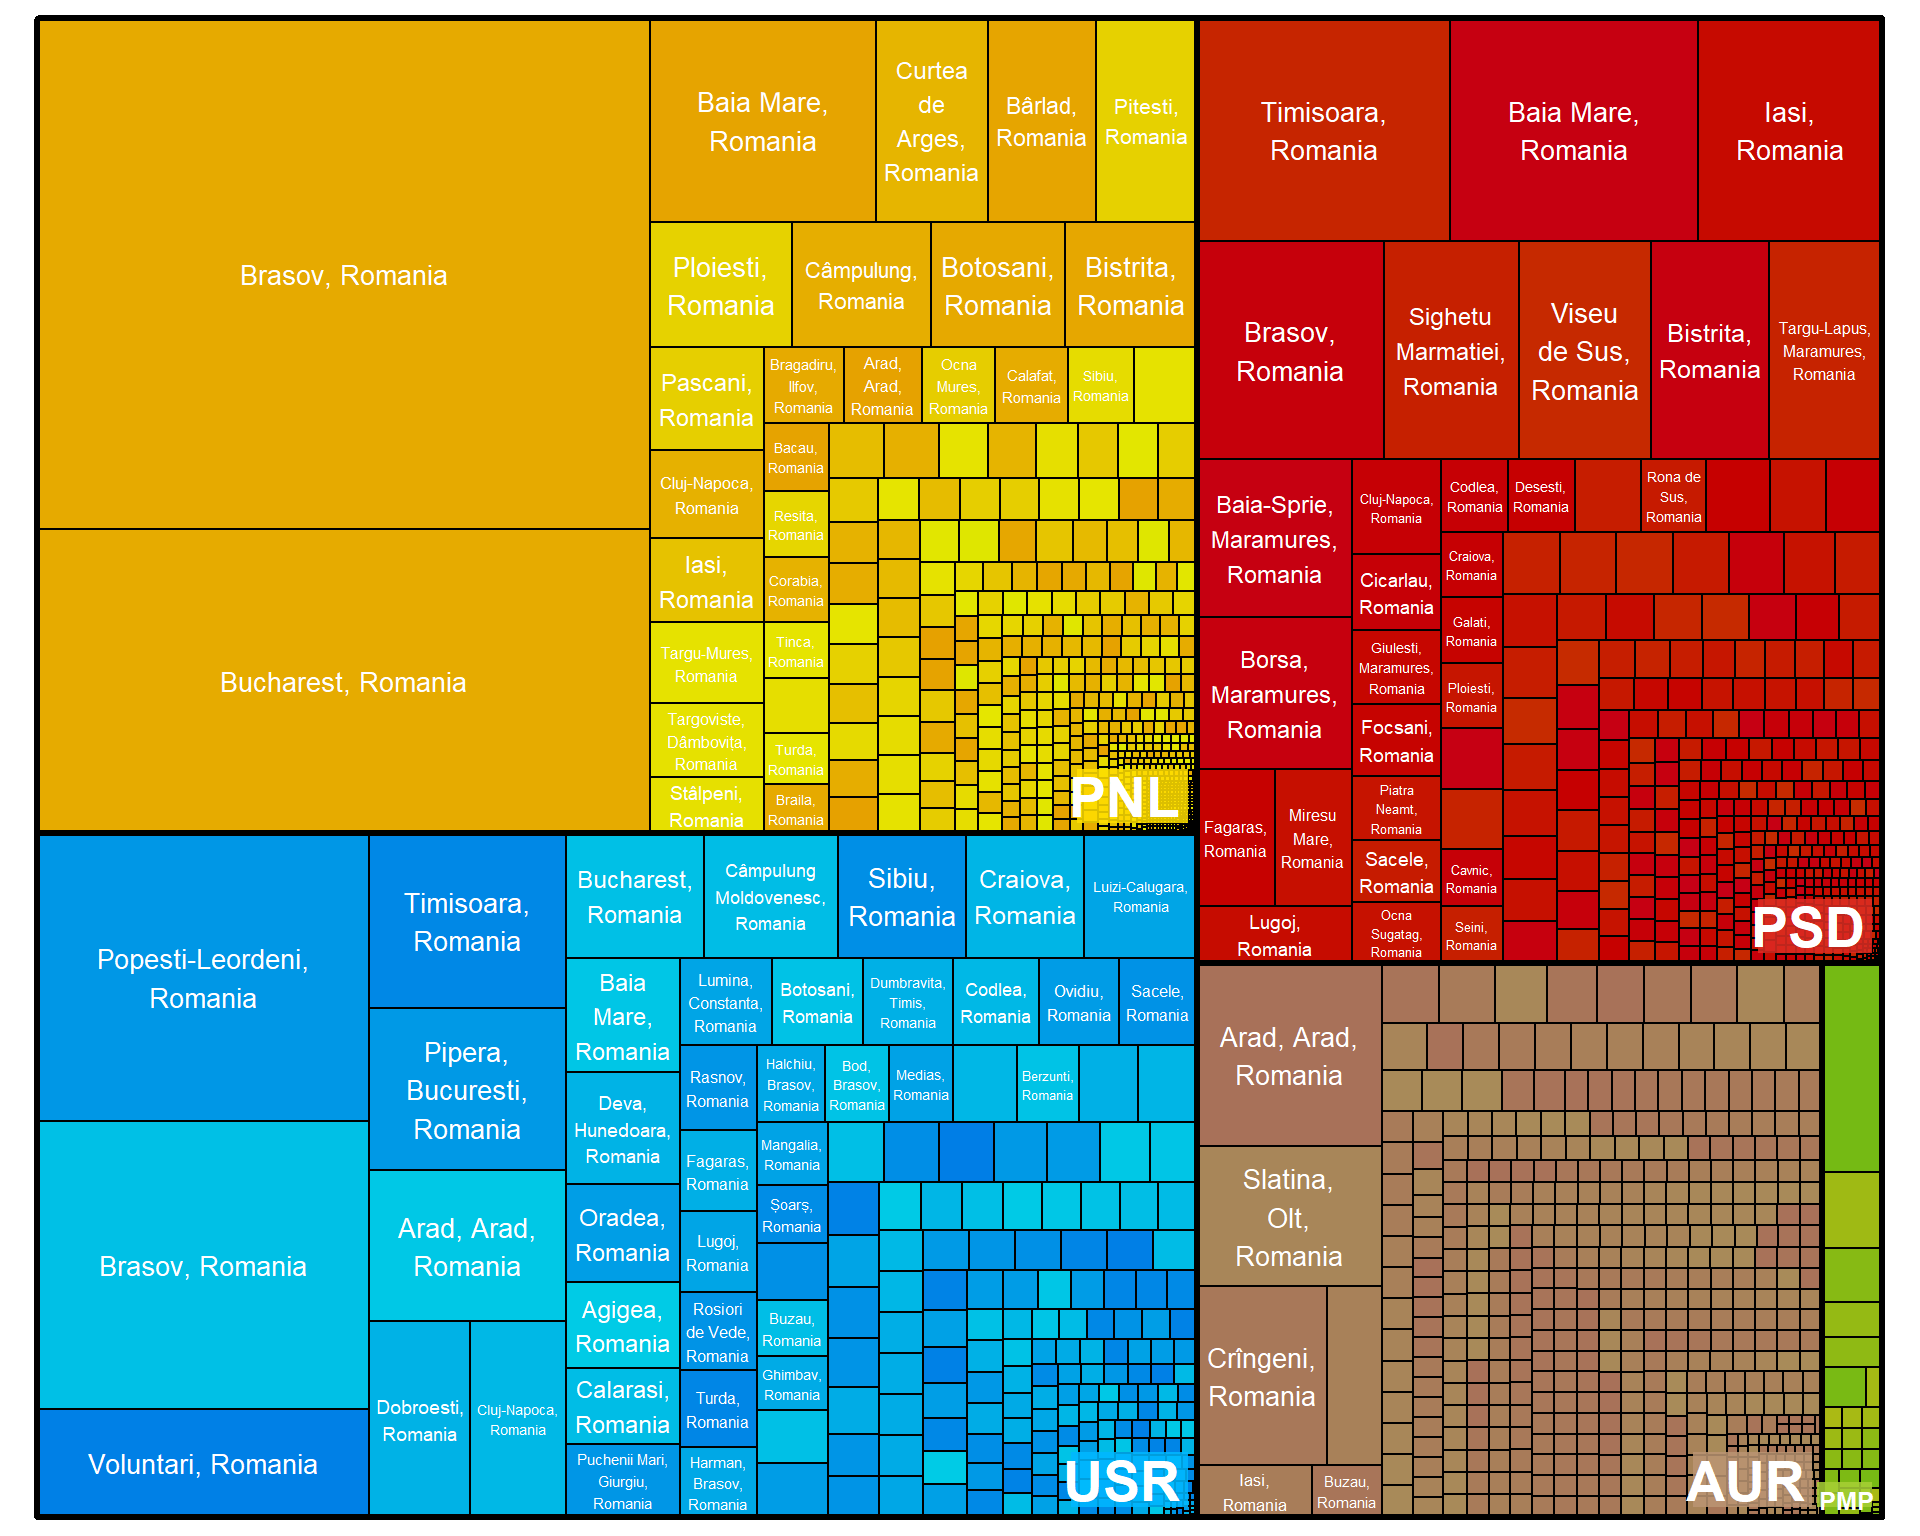 Brasov, Romania
Bucharest, Romania
Baia Mare,
Romania
Curtea
de
Arges,
Romania
Bârlad,
Romania
Pitesti,
Romania
Ploiesti,
Romania
Câmpulung,
Romania
Botosani,
Romania
Bistrita,
Romania
Pascani,
Romania
Bragadiru,
Ilfov,
Romania
Arad,
Arad,
Romania
Ocna
Mures,
Romania
Calafat,
Romania
Sibiu,
Romania
Cluj-Napoca,
Romania
Bacau,
Romania
Resita,
Romania
Iasi,
Romania
Corabia,
Romania
Targu-Mures,
Romania
Tinca,
Romania
Targoviste,
Dâmbovița,
Romania
Turda,
Romania
Stâlpeni,
Romania
Braila,
Romania
PNL
Timisoara,
Romania
Baia Mare,
Romania
Iasi,
Romania
Brasov,
Romania
Sighetu
Marmatiei,
Romania
Viseu
de Sus,
Romania
Bistrita,
Romania
Targu-Lapus,
Maramures,
Romania
Baia-Sprie,
Maramures,
Romania
Cluj-Napoca,
Romania
Codlea,
Romania
Desesti,
Romania
Rona de
Sus,
Romania
Cicarlau,
Romania
Craiova,
Romania
Borsa,
Maramures,
Romania
Giulesti,
Maramures,
Romania
Galati,
Romania
Focsani,
Romania
Ploiesti,
Romania
Fagaras,
Romania
Miresu
Mare,
Romania
Piatra
Neamt,
Romania
Sacele,
Romania
Cavnic,
Romania
Lugoj,
Romania
Ocna
Sugatag,
Romania
Seini,
Romania
PSD
Popesti-Leordeni,
Romania
Brasov, Romania
Voluntari, Romania
Timisoara,
Romania
Pipera,
Bucuresti,
Romania
Arad, Arad,
Romania
Dobroesti,
Romania
Cluj-Napoca,
Romania
Bucharest,
Romania
Câmpulung
Moldovenesc,
Romania
Sibiu,
Romania
Craiova,
Romania
Luizi-Calugara,
Romania
Baia
Mare,
Romania
Lumina,
Constanta,
Romania
Botosani,
Romania
Dumbravita,
Timis,
Romania
Codlea,
Romania
Ovidiu,
Romania
Sacele,
Romania
Deva,
Hunedoara,
Romania
Rasnov,
Romania
Halchiu,
Brasov,
Romania
Bod,
Brasov,
Romania
Medias,
Romania
Berzunti,
Romania
Fagaras,
Romania
Mangalia,
Romania
Oradea,
Romania
Șoarș,
Romania
Lugoj,
Romania
Agigea,
Romania
Rosiori
de Vede,
Romania
Buzau,
Romania
Calarasi,
Romania
Turda,
Romania
Ghimbav,
Romania
Puchenii Mari,
Giurgiu,
Romania
Harman,
Brasov,
Romania
USR
Arad, Arad,
Romania
Slatina,
Olt,
Romania
Crîngeni,
Romania
Iasi,
Romania
Buzau,
Romania
AUR
PMP